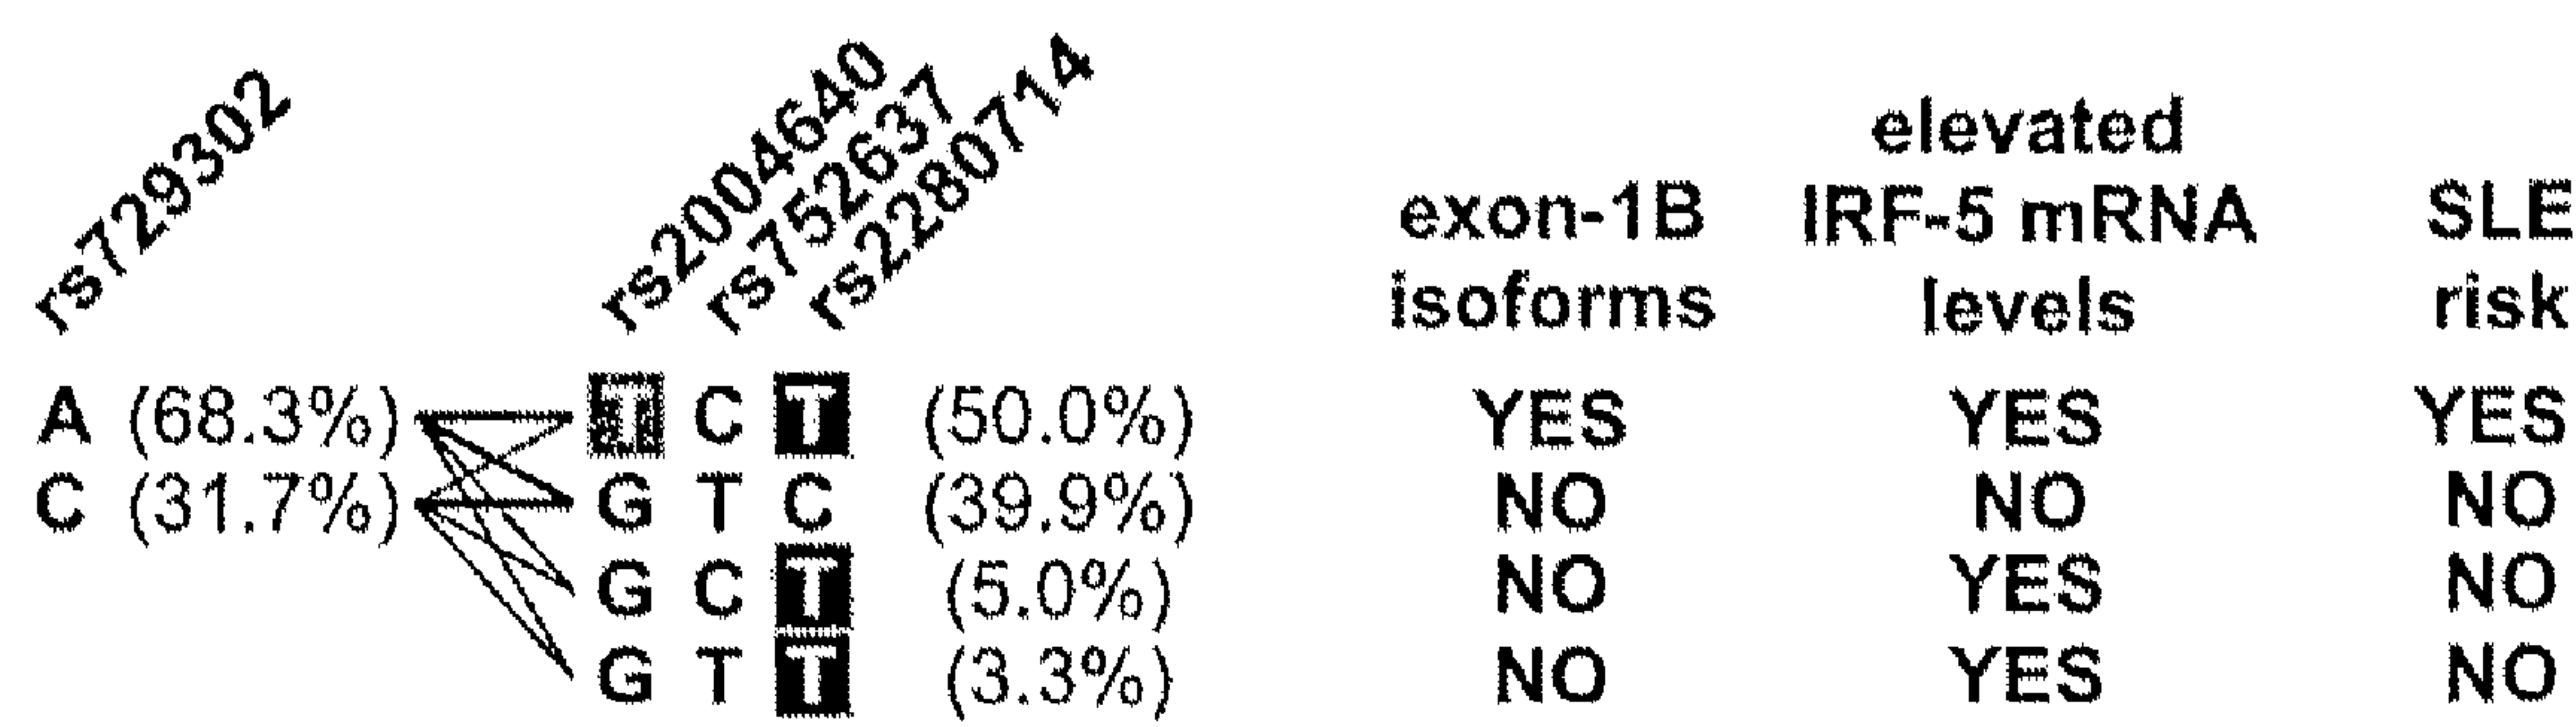 rs729302 rs2004640 rs752637 rs2280714
elevated
exon-1B IRF-5 mRNA SLE
isoforms levels risk
A (68.3%) T C T (50.0%) YES YES YES
C (31.7%) G T C (39.9%) NO NO NO
G C T (5.0%) NO YES NO
G T T (3.3%) NO YES NO